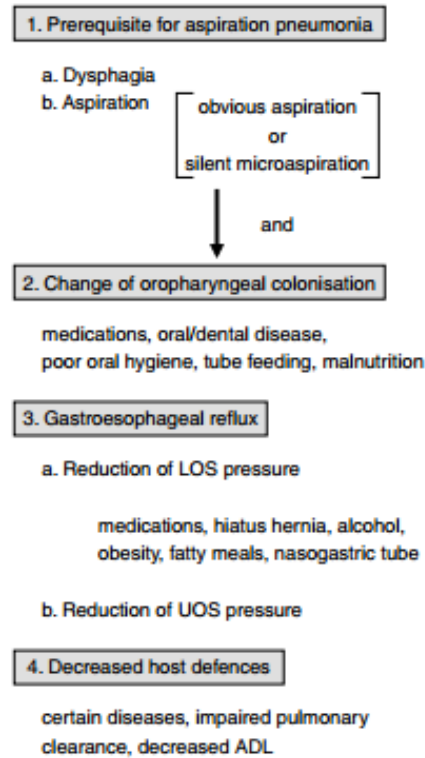 1. Prerequisite for aspiration pneumonia
a. Dysphagia
b. Aspiration
obvious aspiration
or
silent microaspiration
and
2. Change of oropharyngeal colonisation
medications, oral/dental disease,
poor oral hygiene, tube feeding, malnutrition
3. Gastroesophageal reflux
a. Reduction of LOS pressure
medications, hiatus hernia, alcohol,
obesity, fatty meals, nasogastric tube
b. Reduction of UOS pressure
4. Decreased host defences
certain diseases, impaired pulmonary
clearance, decreased ADL